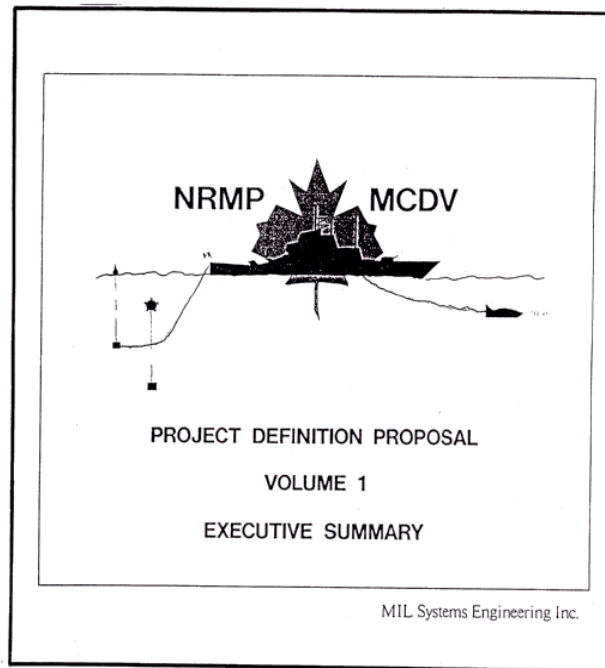 NRMP MCDV
PROJECT DEFINITION PROPOSAL
VOLUME 1
EXECUTIVE SUMMARY
MIL Systems Engineering Inc.